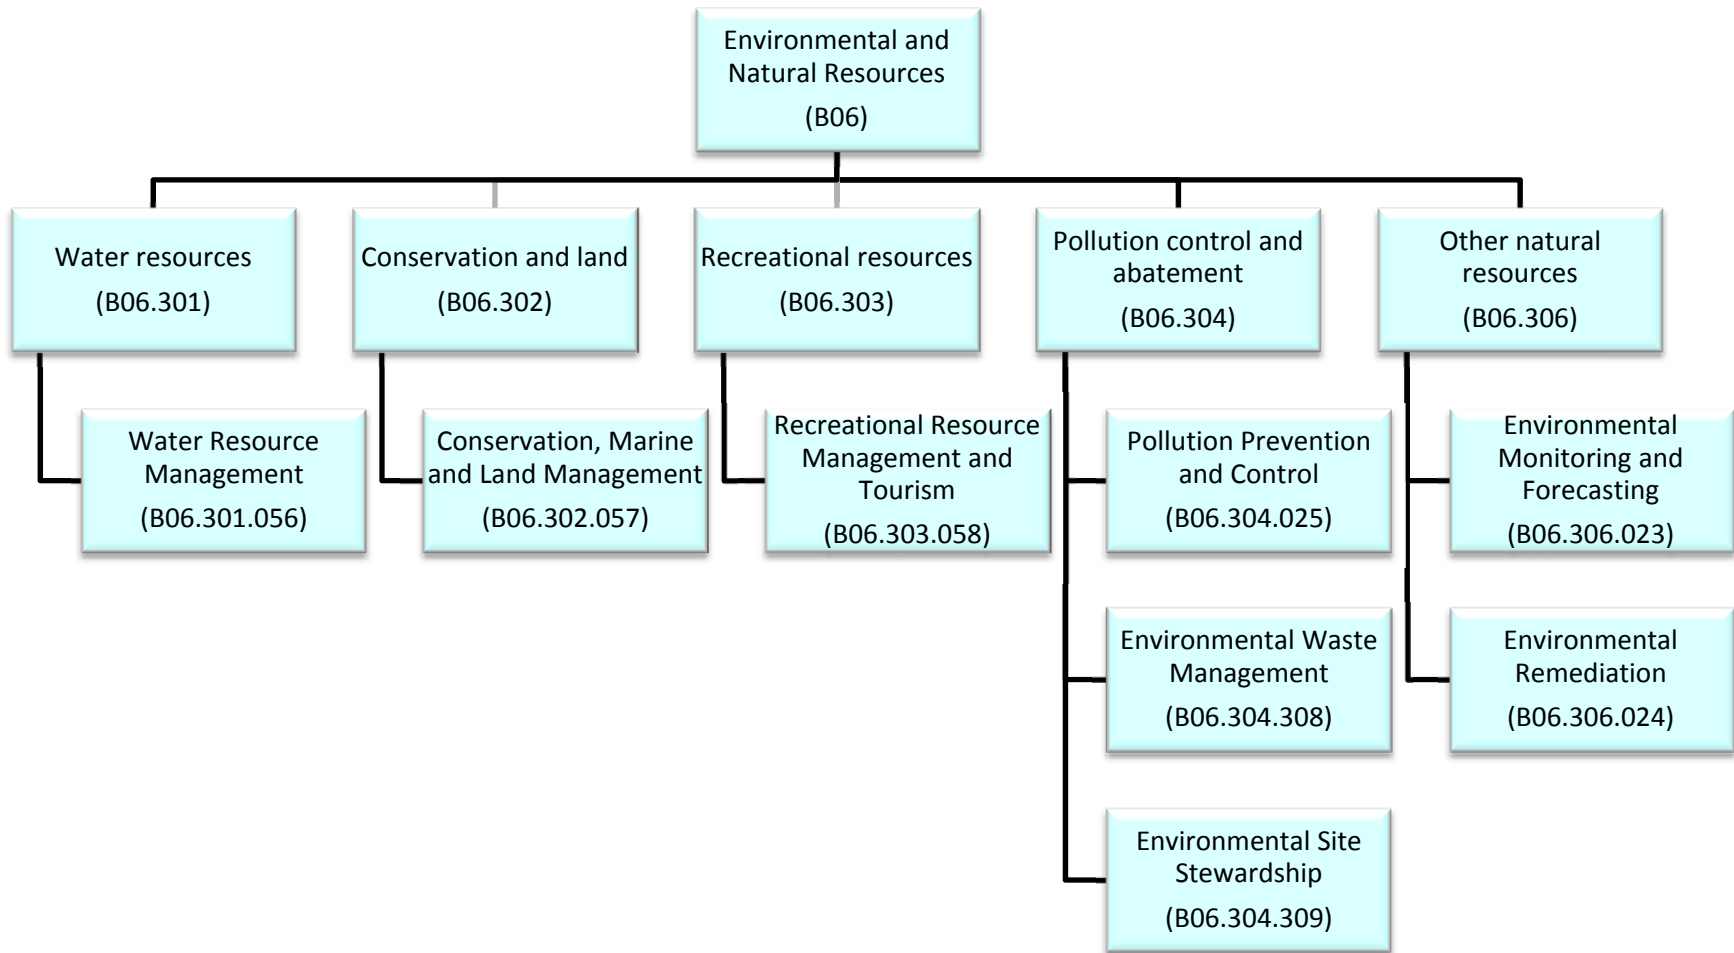 Environmental and
Natural Resources
(B06)
Water resources
(B06.301)
Conservation and land
(B06.302)
Recreational resources
(B06.303)
Pollution control and
abatement
(B06.304)
Other natural
resources
(B06.306)
Water Resource
Management
(B06.301.056)
Conservation, Marine
and Land Management
(B06.302.057)
Recreational Resource
Management and
Tourism
(B06.303.058)
Pollution Prevention
and Control
(B06.304.025)
Environmental
Monitoring and
Forecasting
(B06.306.023)
Environmental Waste
Management
(B06.304.308)
Environmental
Remediation
(B06.306.024)
Environmental Site
Stewardship
(B06.304.309)